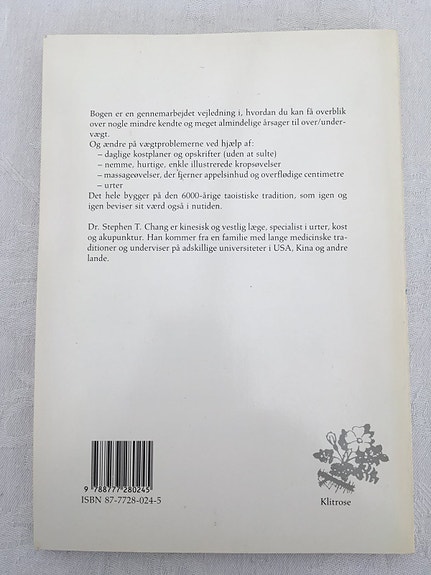 Bogen er en gennemarbejdet vejledning i, hvordan du kan få overblik
over nogle mindre kendte og meget almindelige årsager til over/under-
vægt.
Og ændre på vægtproblemerne ved hjælp af:
– daglige kostplaner og opskrifter (uden at sulte)
– nemme, hurtige, enkle illustrerede kropsøvelser
– massageøvelser, der fjerner appelsinhud og overflødige centimetre
– urter
Det hele bygger på den 6000-årige taoistiske tradition, som igen og
igen beviser sit værd også i nutiden.
Dr. Stephen T. Chang er kinesisk og vestlig læge, specialist i urter, kost
og akupunktur. Han kommer fra en familie med lange medicinske tra-
ditioner og underviser på adskillige universiteter i USA, Kina og andre
lande.
9 788777 280245
ISBN 87-7728-024-5
Klitrose